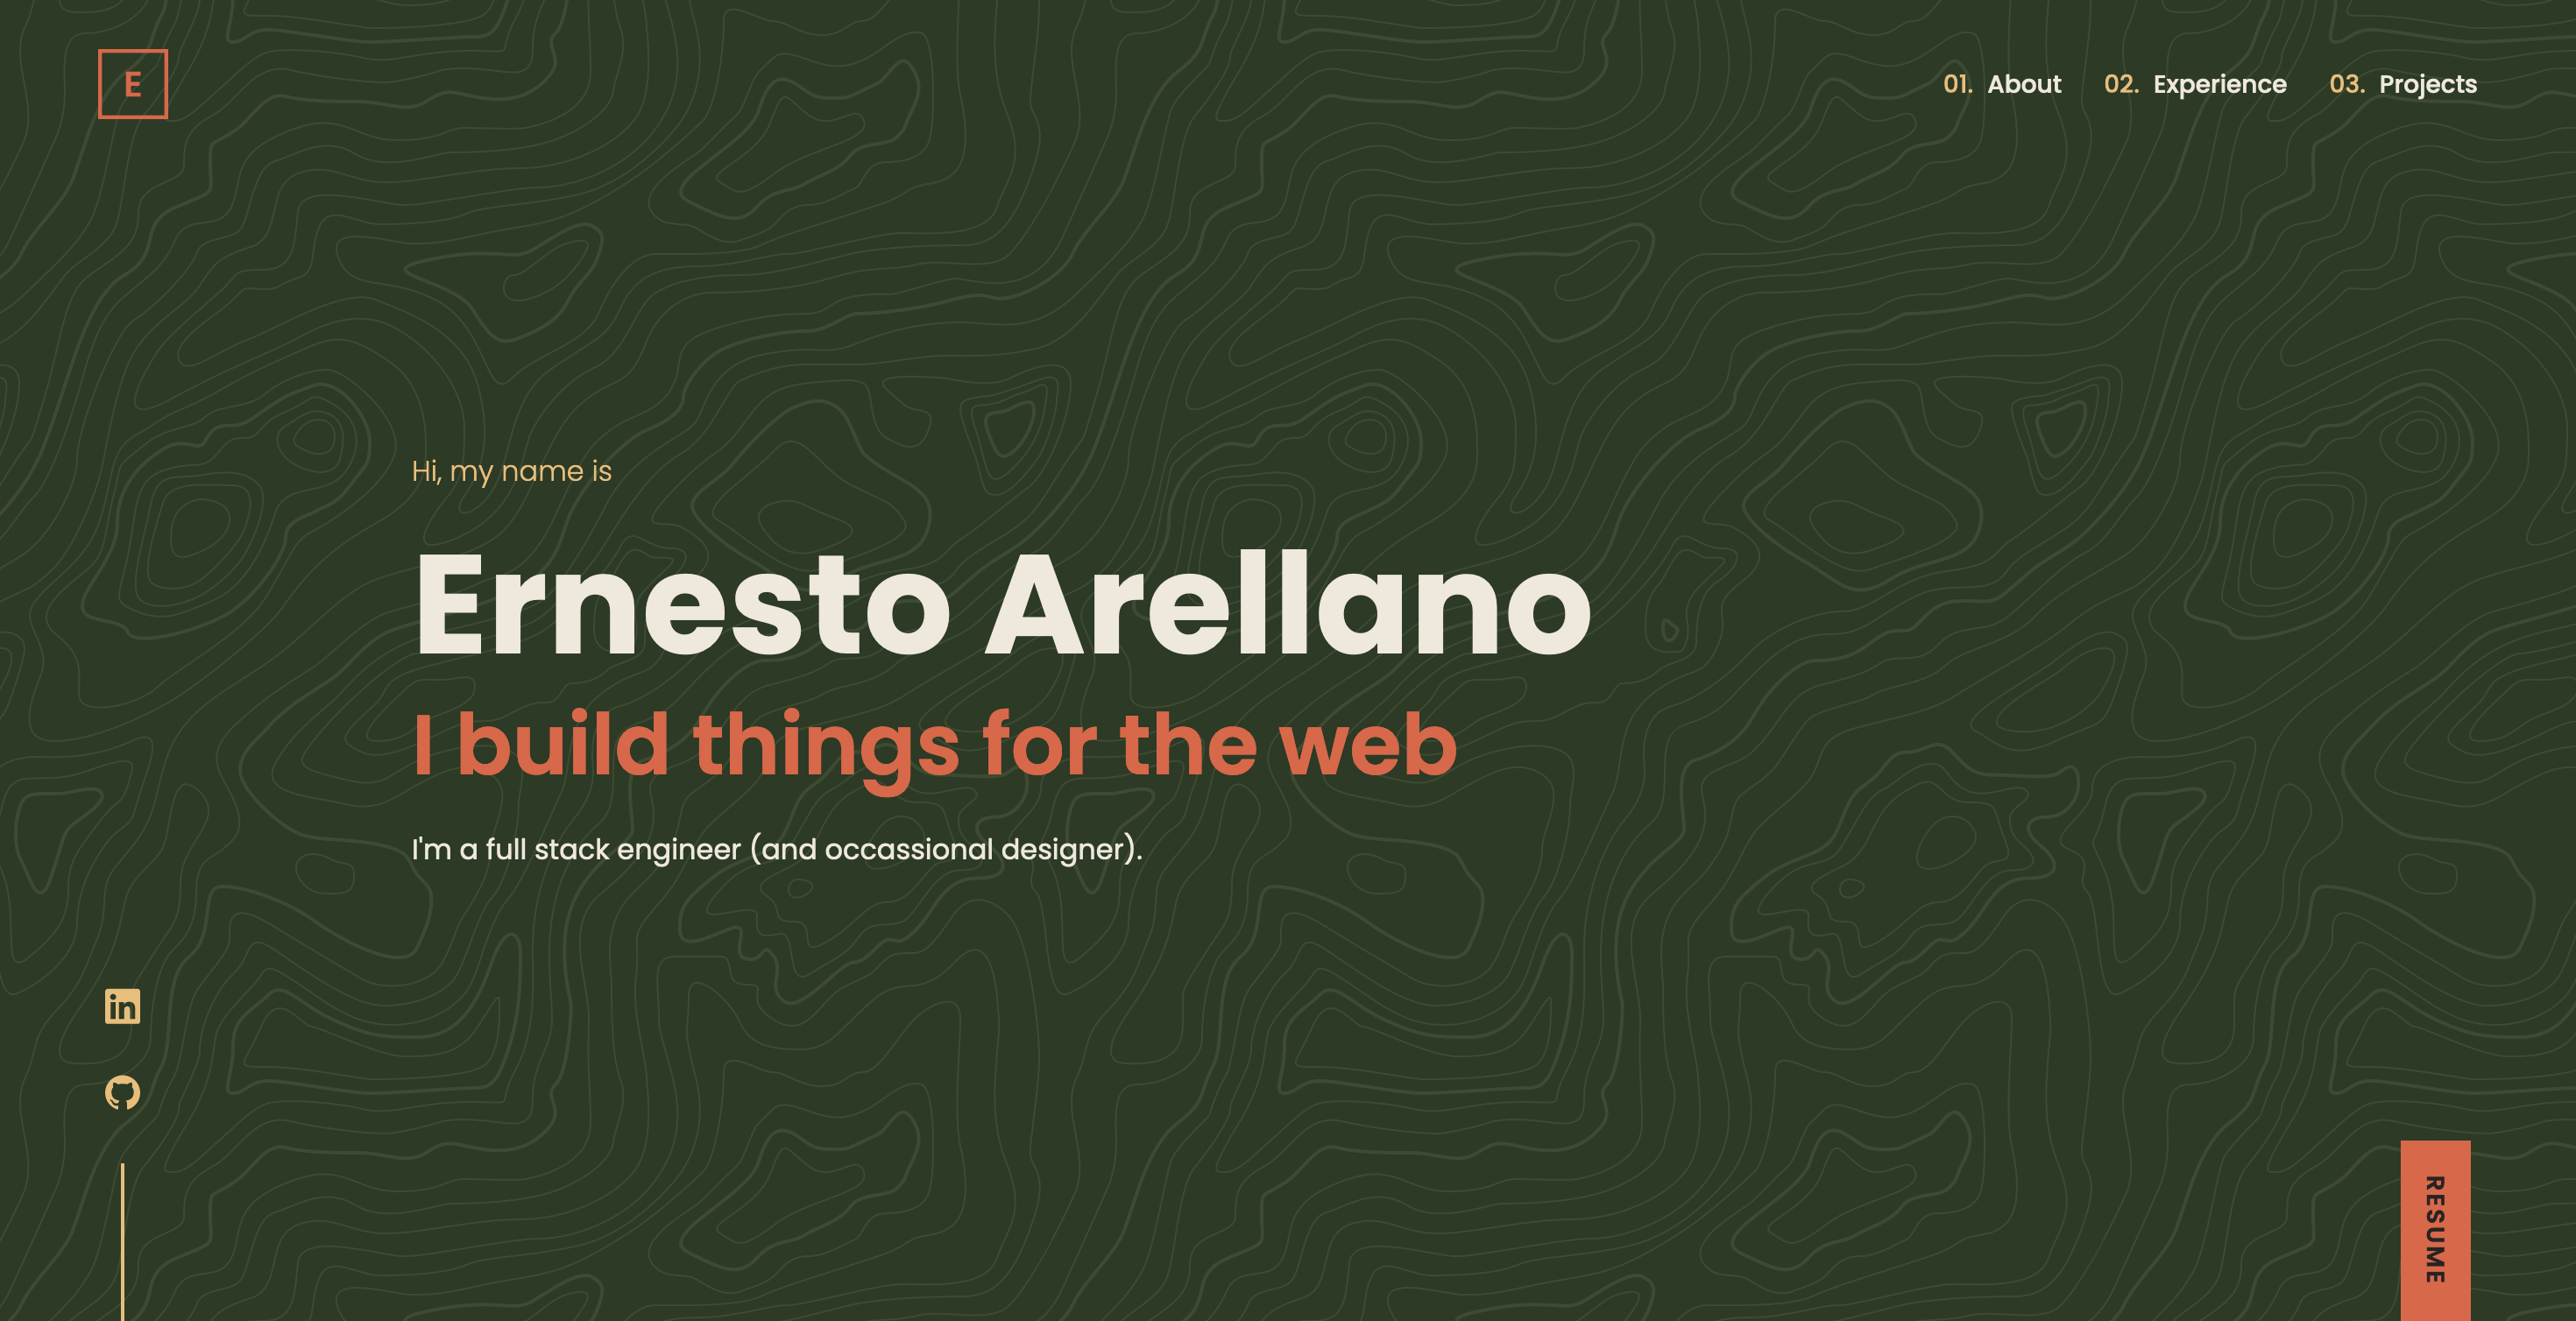 E
01. About 02. Experience 03. Projects
Hi, my name is
Ernesto Arellano
I build things for the web
I'm a full stack engineer (and occassional designer).
in
RESUME